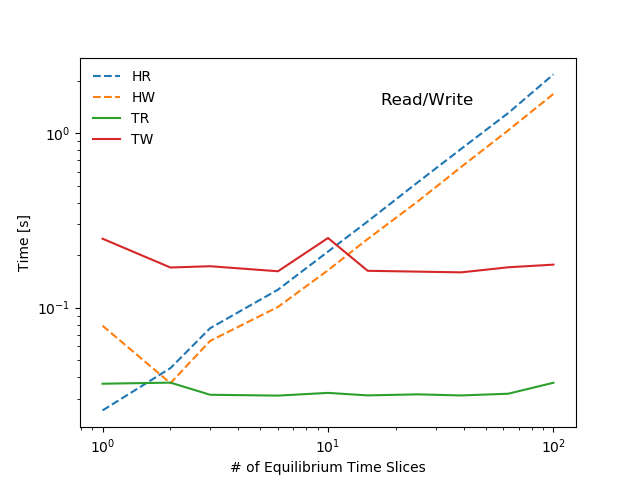 HR
HW
TR
TW
Read/Write
Time [s]
10⁰
10⁻¹
10⁰
10¹
10²
# of Equilibrium Time Slices